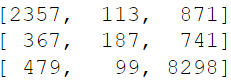 [2357,  113,  871]
[ 367,  187,  741]
[ 479,   99, 8298]